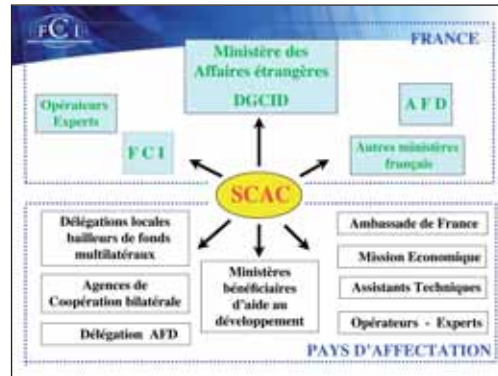 FCI
FRANCE
Ministère des
Affaires étrangères
DGCID
Opérateurs
Experts
F C I
A F D
Autres ministères
français
SCAC
Délégations locales
bailleurs de fonds
multilatéraux
Agences de
Coopération bilatérale
Délégation AFD
Ministères
bénéficiaires
d'aide au
développement
Ambassade de France
Mission Economique
Assistants Techniques
Opérateurs - Experts
PAYS D'AFFECTATION